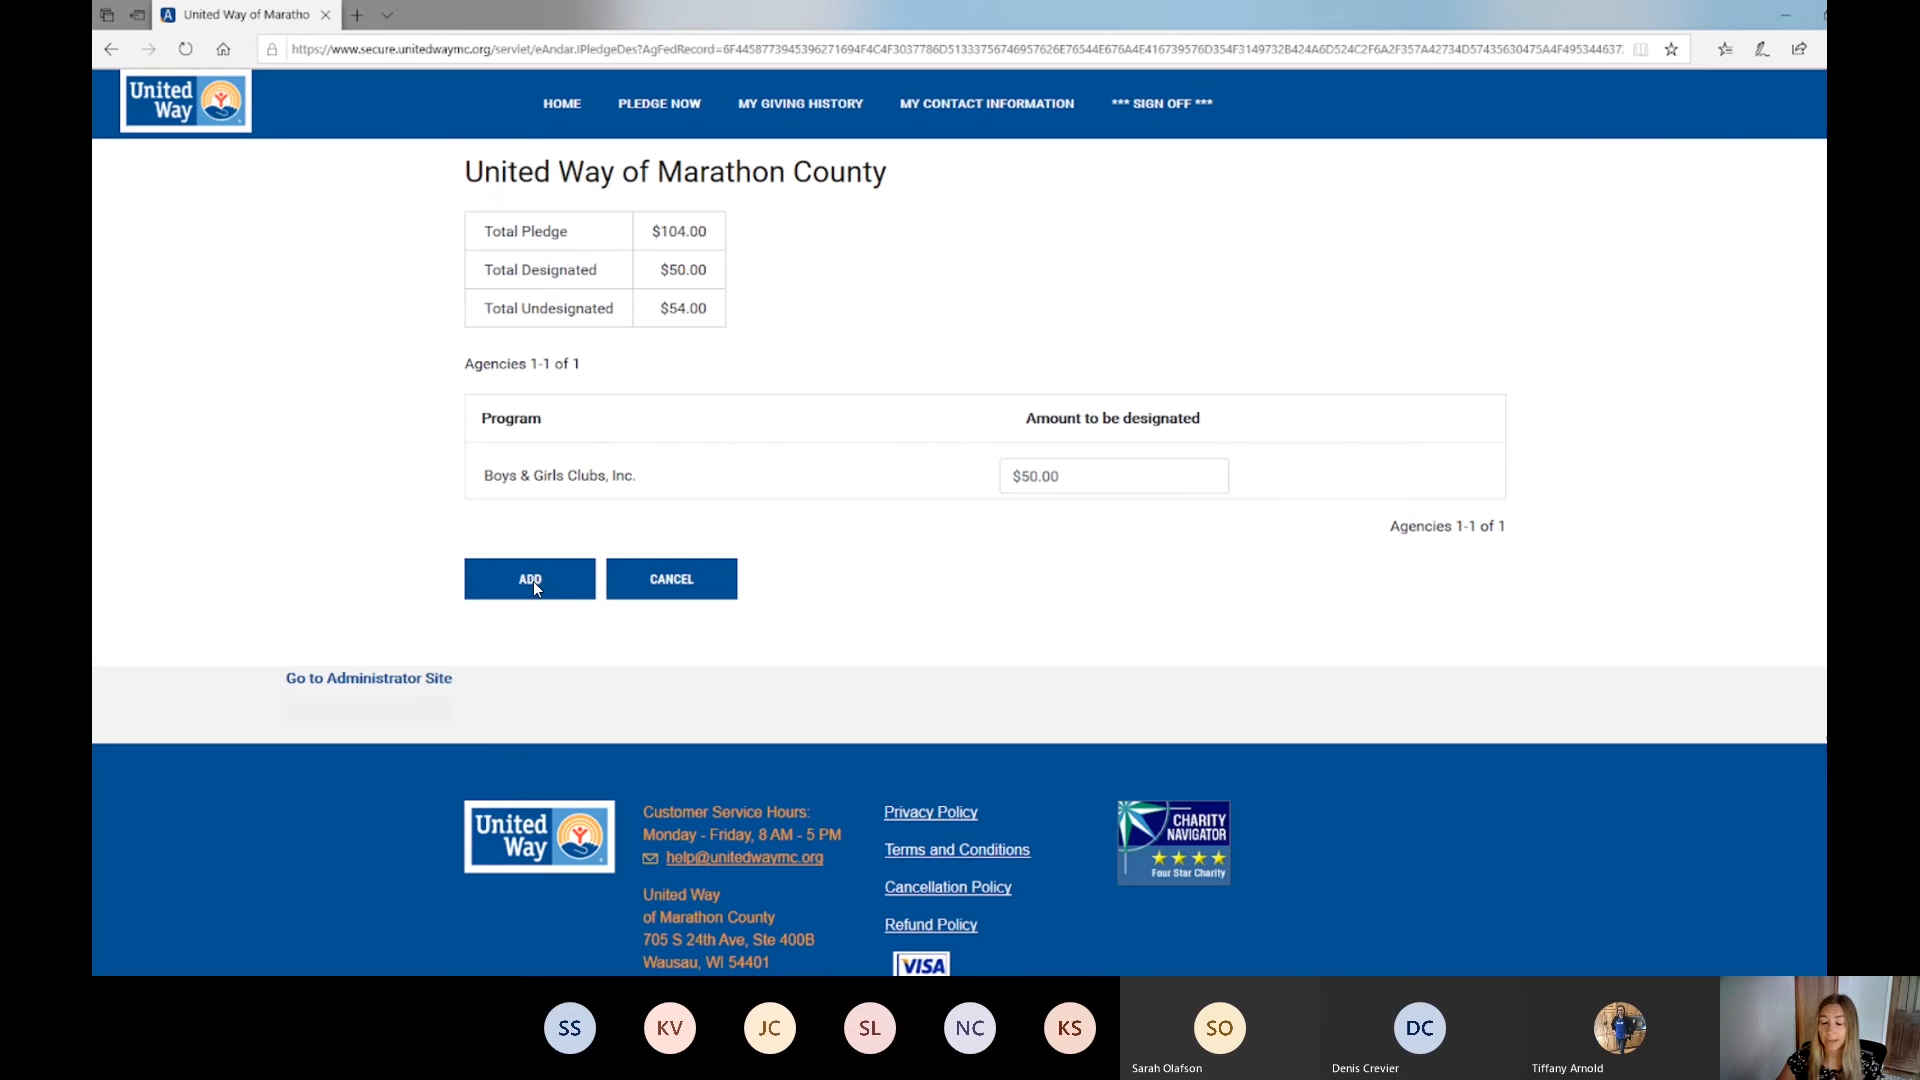 United Way of Maratho
https://www.secure.unitedwaymc.org/servlet/eAndar.IPledgeDes?AgFedRecord=
United
Way
HOME PLEDGE NOW MY GIVING HISTORY MY CONTACT INFORMATION *** SIGN OFF ***
United Way of Marathon County
Total Pledge $104.00
Total Designated $50.00
Total Undesignated $54.00
Agencies 1-1 of 1
Program Amount to be designated
Boys & Girls Clubs, Inc. $50.00
Agencies 1-1 of 1
ADD CANCEL
Go to Administrator Site
United
Way
Customer Service Hours:
Monday - Friday, 8 AM - 5 PM
help@unitedwaymc.org
United Way
of Marathon County
705 S 24th Ave, Ste 400B
Wausau, WI 54401
Privacy Policy
Terms and Conditions
Cancellation Policy
Refund Policy
VISA
CHARITY
NAVIGATOR
Four Star Charity
SS KV JC SL NC KS SO DC
Sarah Olafson Denis Crevier Tiffany Arnold